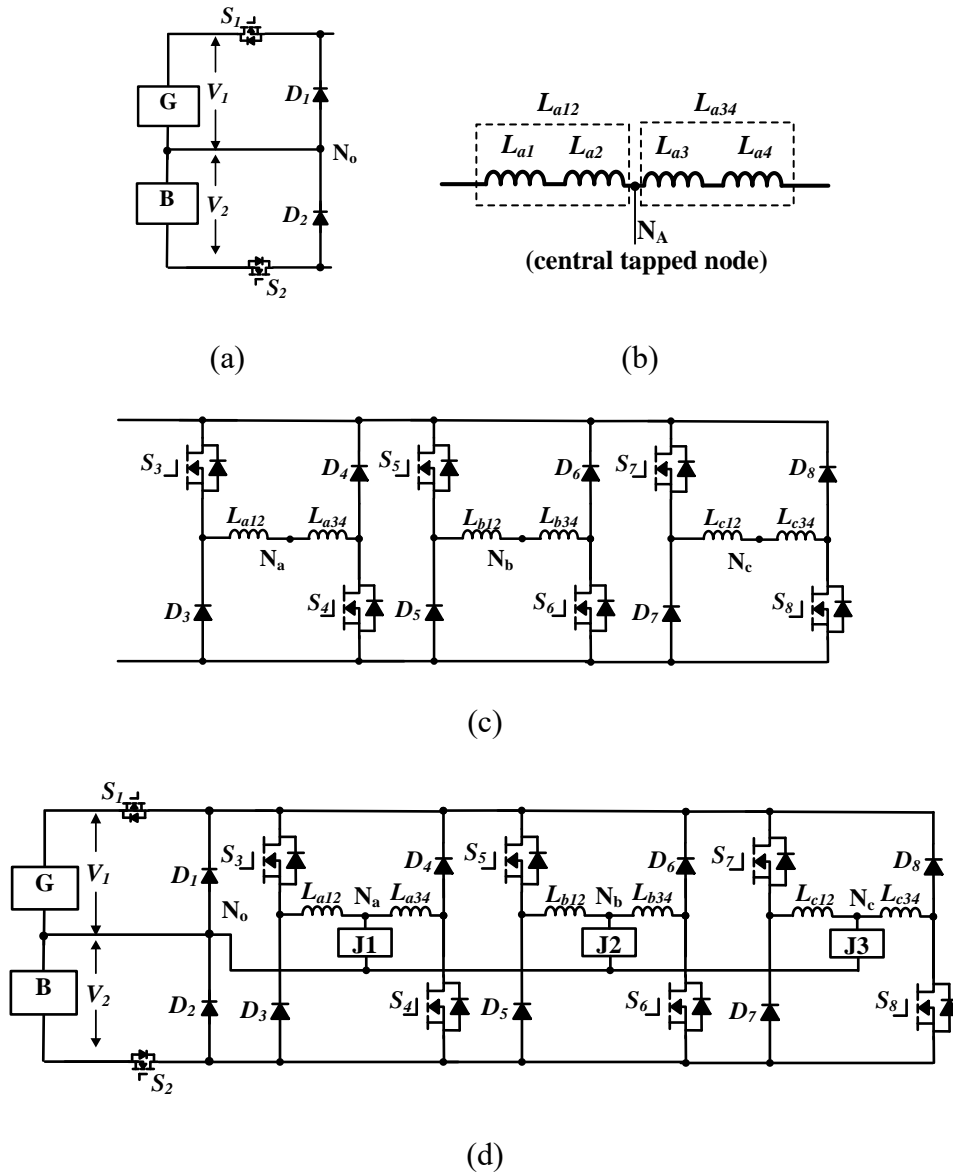 S1
G
V1
D1
No
B
V2
D2
S2
(a)
La12 La34
La1 La2 La3 La4
NA
(central tapped node)
(b)
S3 D4 S5 D6 S7 D8
La12 La34 Lb12 Lb34 Lc12 Lc34
Na Nb Nc
D3 S4 D5 S6 D7 S8
(c)
S1
G V1 D1 S3 D4 S5 D6 S7 D8
No La12 Na La34 Lb12 Nb Lb34 Lc12 Nc Lc34
J1 J2 J3
B V2 D2 D3 S4 D5 S6 D7 S8
S2
(d)